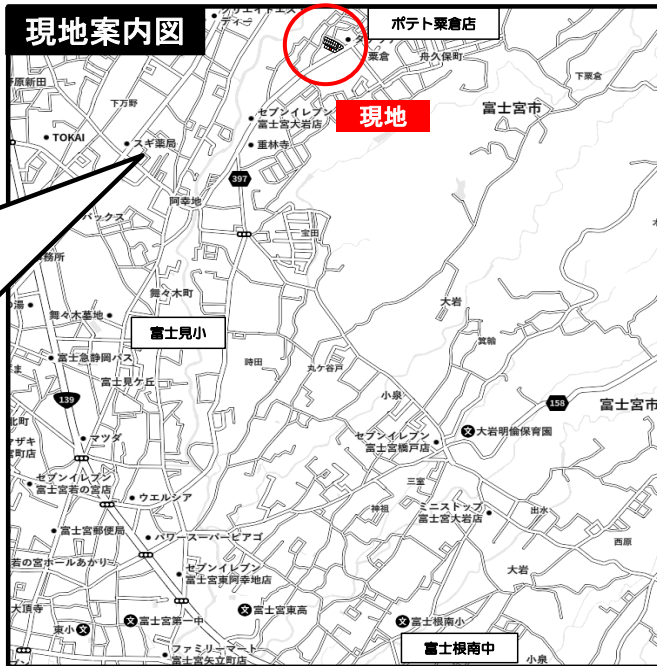 現地案内図
ポテト粟倉店
粟倉
舟久保町
下粟倉
富士宮市
現地
下万野
セブンイレブン
富士宮大岩店
重林寺
TOKAI
スギ薬局
397
阿幸地
宝田
舞々木町
舞々木墓地
富士見小
大岩
箕輪
時田
丸ケ谷戸
富士急静岡バス
富士見ケ丘
小泉
139
158
富士宮市
マツダ
セブンイレブン
富士宮橋戸店
大岩明倫保育園
セブンイレブン
富士宮若の宮店
ウエルシア
三室
神祖
ミニストップ
富士宮大岩店
出水
西原
富士宮郵便局
パワースーパーピアゴ
若の宮ホールあかり
セブンイレブン
富士宮東阿幸地店
大岩
大頂寺
東小
富士宮第一中
富士宮東高
富士根南小
富士根南中
ファミリーマート
富士宮矢立町店
小泉